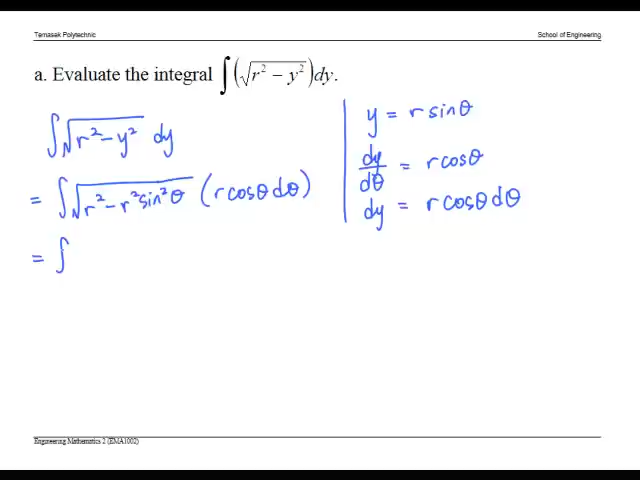 Temasek Polytechnic School of Engineering
a. Evaluate the integral ∫(√(r² − y²))dy.
∫√(r² − y²) dy
= ∫√(r² − r² sin² θ) (r cosθ dθ)
= ∫
y = r sinθ
dy/dθ = r cosθ
dy = r cosθ dθ
Engineering Mathematics 2 (EMA1002)